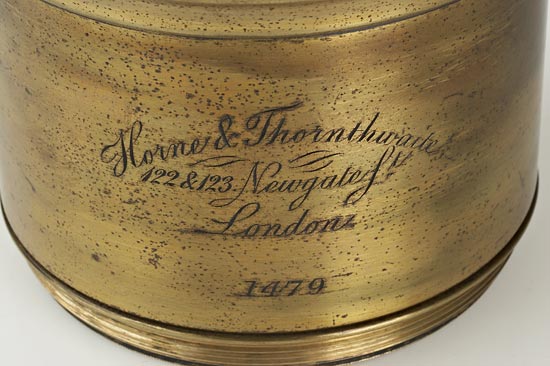 Horne & Thornthwaite
122 & 123. Newgate St.
London
1479